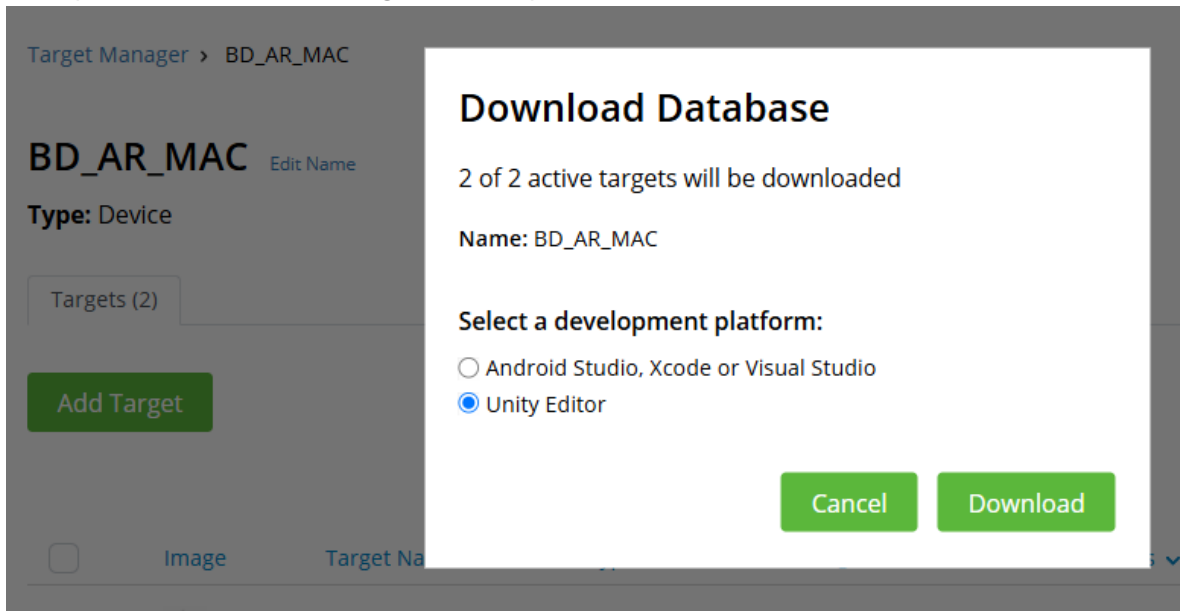 Target Manager › BD_AR_MAC
BD_AR_MAC Edit Name
Type: Device
Targets (2)
Add Target
Image Target Na
Download Database
2 of 2 active targets will be downloaded
Name: BD_AR_MAC
Select a development platform:
Android Studio, Xcode or Visual Studio
Unity Editor
Cancel Download